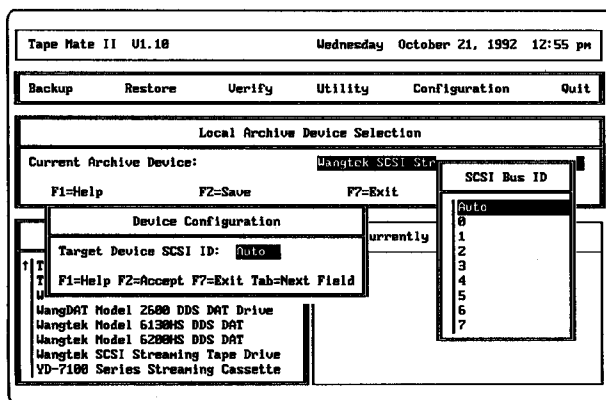 Tape Mate II V1.10 Wednesday October 21, 1992 12:55 pm
Backup Restore Verify Utility Configuration Quit
Local Archive Device Selection
Current Archive Device: Wangtek SCSI Str
F1=Help F2=Save F7=Exit
SCSI Bus ID
Auto
0
1
2
3
4
5
6
7
Device Configuration
Target Device SCSI ID: Auto
F1=Help F2=Accept F7=Exit Tab=Next Field
urrently
T
T
W
WangDAT Model 2600 DDS DAT Drive
Wangtek Model 6130HS DDS DAT
Wangtek Model 6200HS DDS DAT
Wangtek SCSI Streaming Tape Drive
YD-7100 Series Streaming Cassette